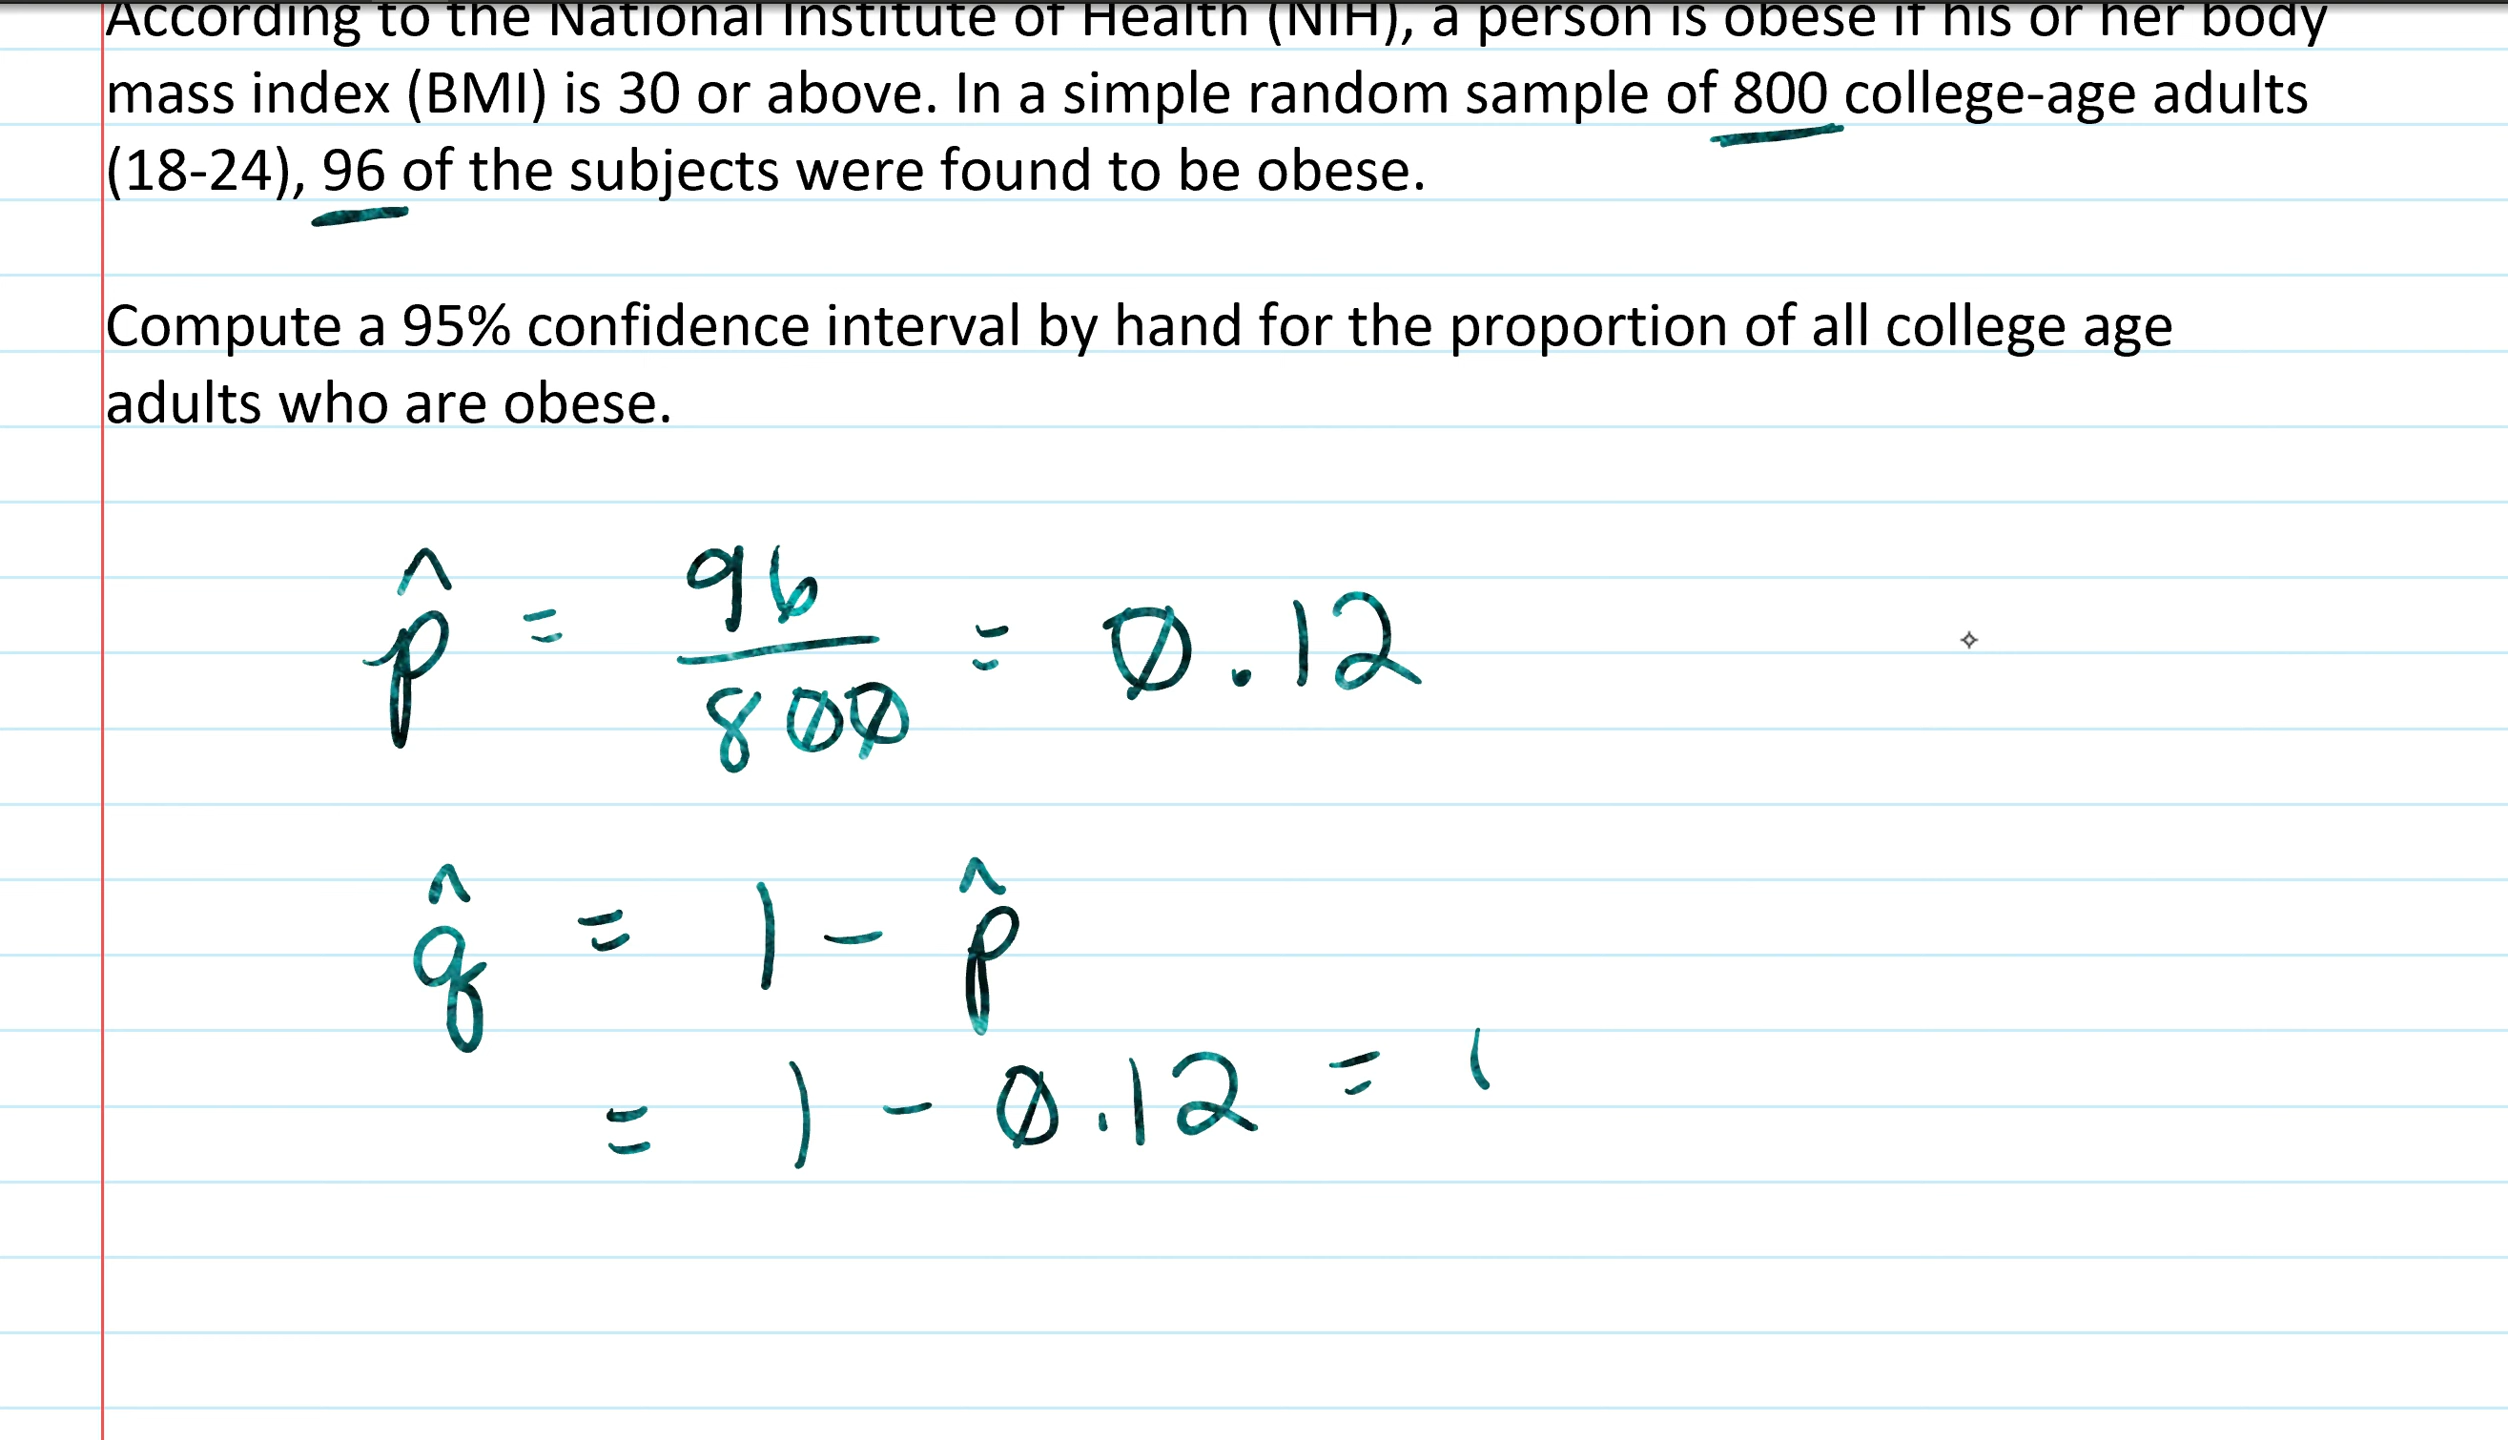 According to the National Institute of Health (NIH), a person is obese if his or her body
mass index (BMI) is 30 or above. In a simple random sample of 800 college-age adults
(18-24), 96 of the subjects were found to be obese.
Compute a 95% confidence interval by hand for the proportion of all college age
adults who are obese.
p̂ = 96/800 = 0.12
q̂ = 1 - p̂
= 1 - 0.12 = (